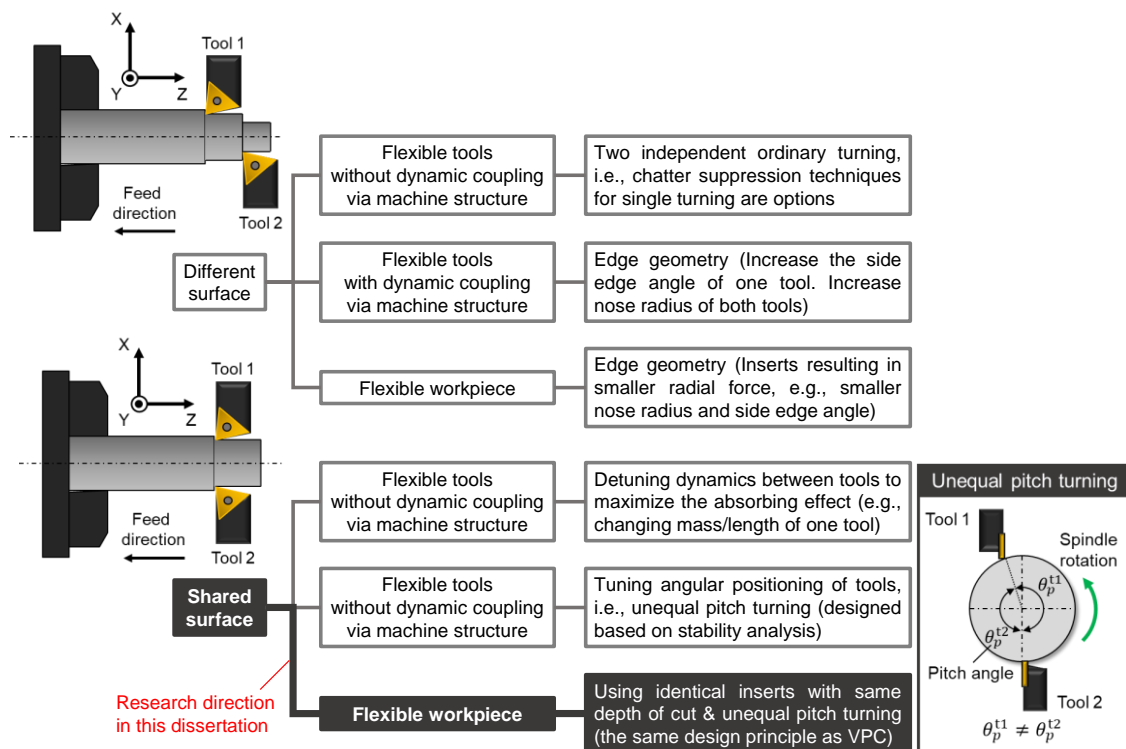 X
Y
Z
Tool 1
Feed
direction
Tool 2
Different
surface
Flexible tools
without dynamic coupling
via machine structure
Two independent ordinary turning,
i.e., chatter suppression techniques
for single turning are options
Flexible tools
with dynamic coupling
via machine structure
Edge geometry (Increase the side
edge angle of one tool. Increase
nose radius of both tools)
Flexible workpiece
Edge geometry (Inserts resulting in
smaller radial force, e.g., smaller
nose radius and side edge angle)
X
Y
Z
Tool 1
Feed
direction
Tool 2
Shared
surface
Research direction
in this dissertation
Flexible tools
without dynamic coupling
via machine structure
Detuning dynamics between tools to
maximize the absorbing effect (e.g.,
changing mass/length of one tool)
Flexible tools
without dynamic coupling
via machine structure
Tuning angular positioning of tools,
i.e., unequal pitch turning (designed
based on stability analysis)
Flexible workpiece
Using identical inserts with same
depth of cut & unequal pitch turning
(the same design principle as VPC)
Unequal pitch turning
Tool 1
Spindle
rotation
θ_p^t1
θ_p^t2
Pitch angle
Tool 2
θ_p^t1 ≠ θ_p^t2